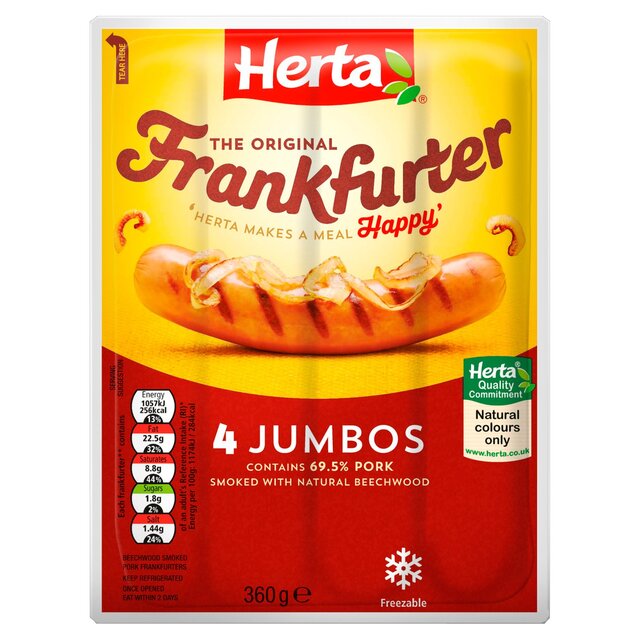 TEAR HERE
Herta
®
THE ORIGINAL
Frankfurter
'HERTA MAKES A MEAL Happy'
SERVING
SUGGESTION
Each frankfurter** contains
Energy
1057kJ
256kcal
13%
Fat
22.5g
32%
Saturates
8.8g
44%
Sugars
1.8g
2%
Salt
1.44g
24%
of an adult's Reference Intake (RI)*
Energy per 100g: 1174kJ / 284kcal
4 JUMBOS
CONTAINS 69.5% PORK
SMOKED WITH NATURAL BEECHWOOD
Herta
Quality
Commitment
Natural
colours
only
www.herta.co.uk
BEECHWOOD SMOKED
PORK FRANKFURTERS
KEEP REFRIGERATED
ONCE OPENED
EAT WITHIN 2 DAYS
360g e
Freezable